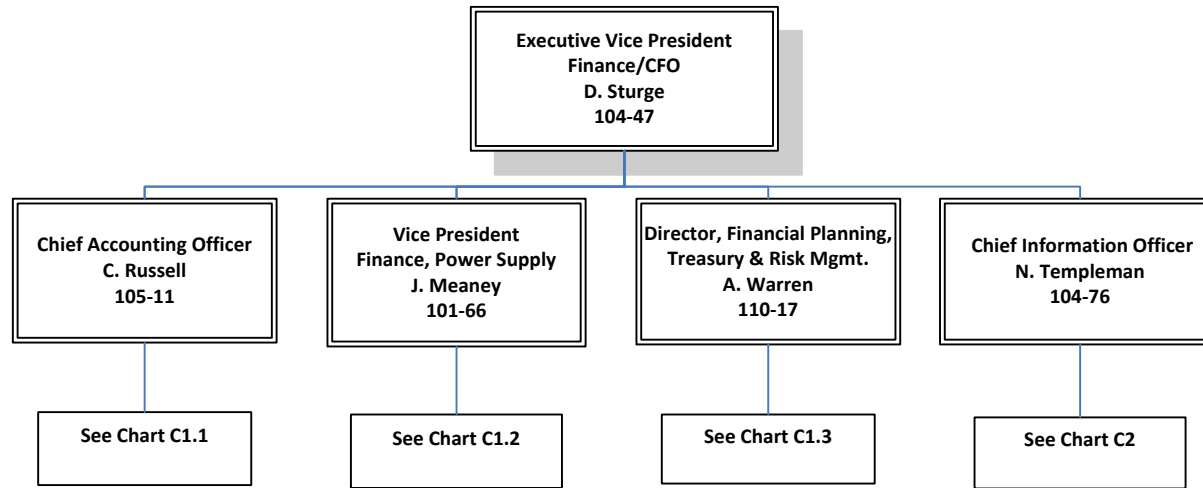 Executive Vice President
Finance/CFO
D. Sturge
104-47
Chief Accounting Officer
C. Russell
105-11
Vice President
Finance, Power Supply
J. Meaney
101-66
Director, Financial Planning,
Treasury & Risk Mgmt.
A. Warren
110-17
Chief Information Officer
N. Templeman
104-76
See Chart C1.1
See Chart C1.2
See Chart C1.3
See Chart C2